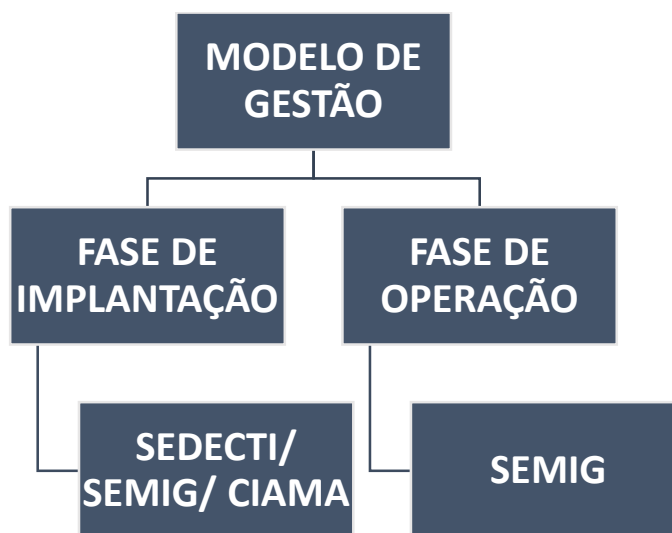 MODELO DE
GESTÃO
FASE DE
IMPLANTAÇÃO
FASE DE
OPERAÇÃO
SEDECTI/
SEMIG/ CIAMA
SEMIG